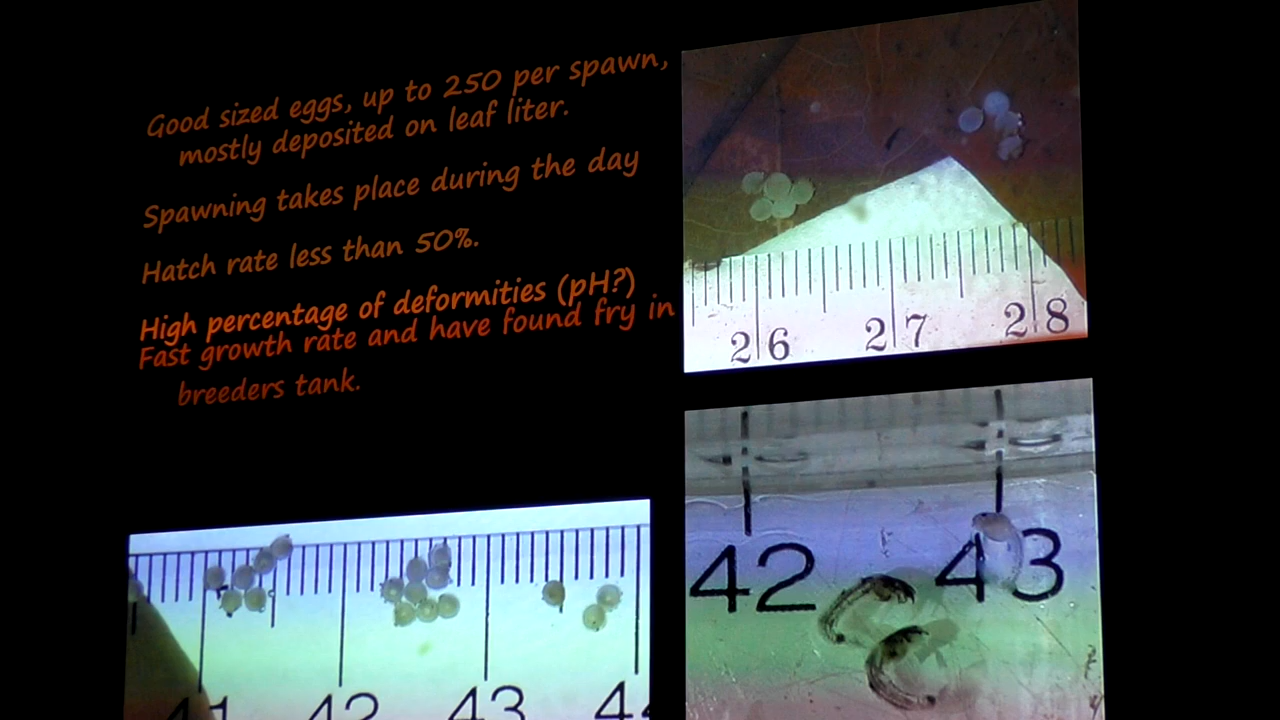 Good sized eggs, up to 250 per spawn,
mostly deposited on leaf liter.
Spawning takes place during the day
Hatch rate less than 50%.
High percentage of deformities (pH?)
Fast growth rate and have found fry in
breeders tank.
26 27 28
42 43
41 42 43 44